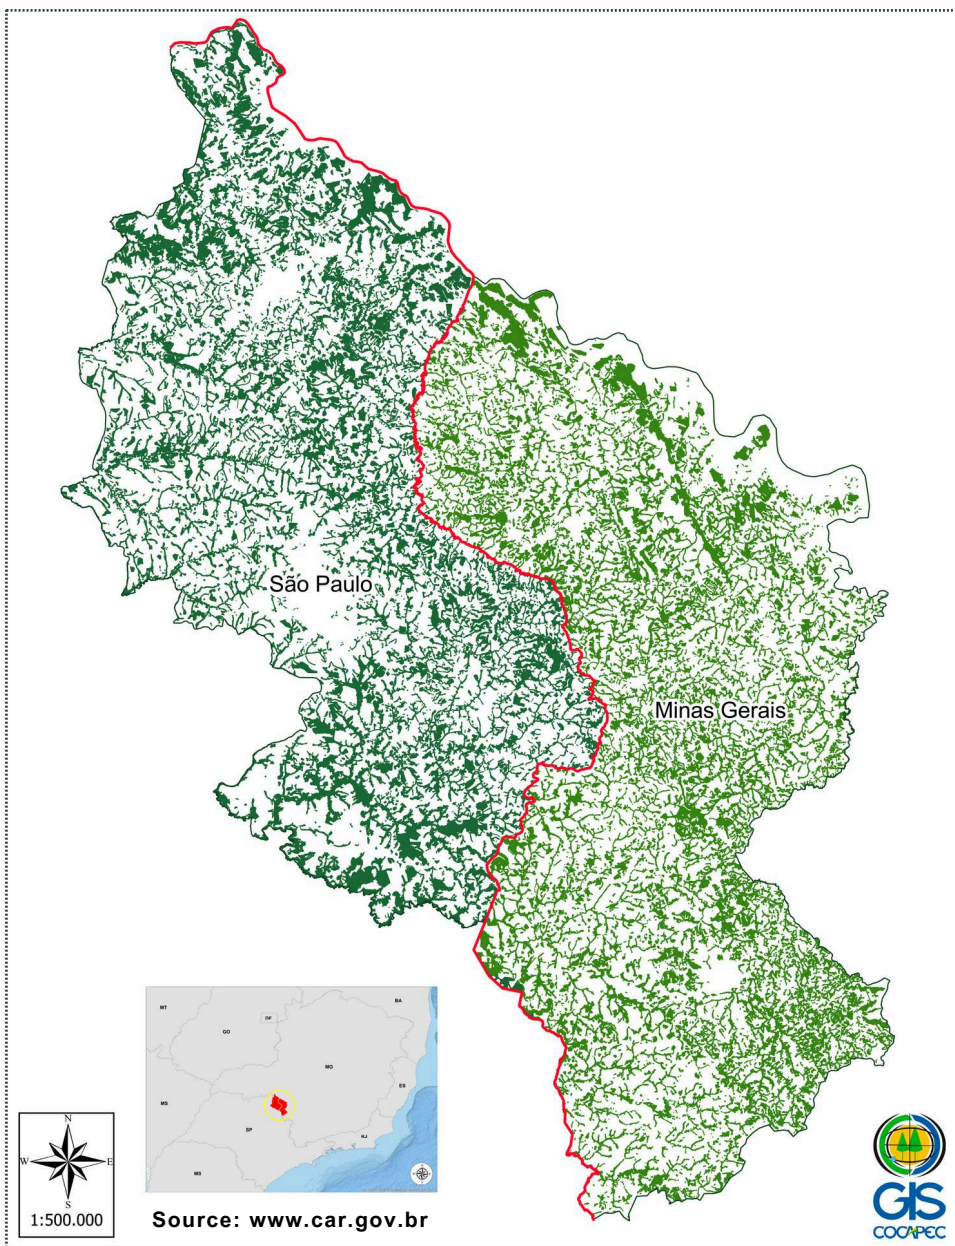 São Paulo
Minas Gerais
MT
BA
DF
GO
MG
ES
MS
SP
RJ
MS
N
W
E
S
1:500.000
Source: www.car.gov.br
GIS
COCAPEC